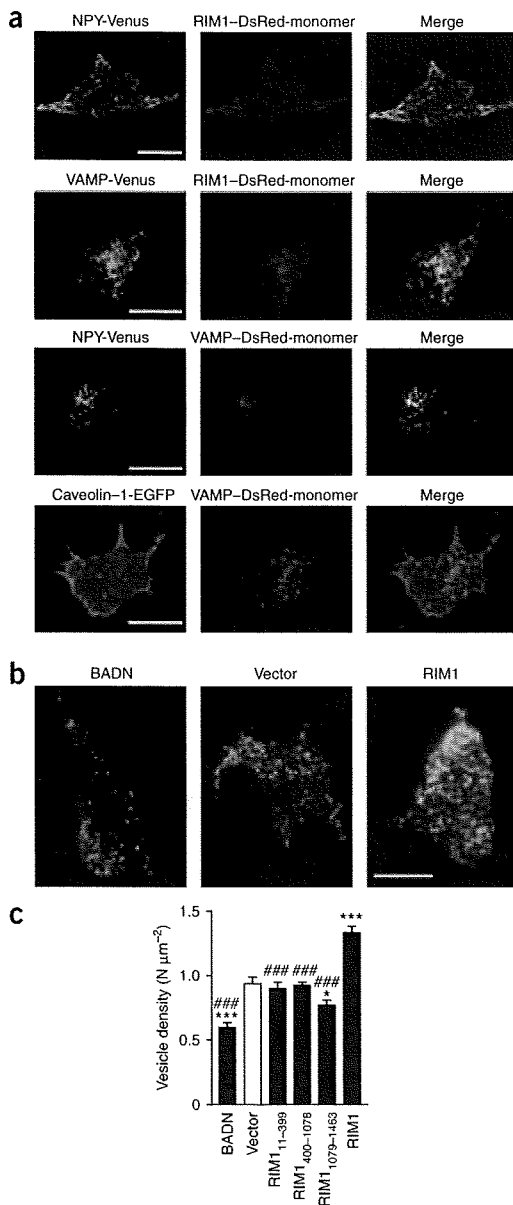 a
NPY-Venus RIM1–DsRed-monomer Merge
VAMP-Venus RIM1–DsRed-monomer Merge
NPY-Venus VAMP–DsRed-monomer Merge
Caveolin–1-EGFP VAMP–DsRed-monomer Merge
b
BADN Vector RIM1
c
Vesicle density (N μm⁻²)
1.5
1.0
0.5
0
###
***
###
###
###
*
***
BADN
Vector
RIM1₁₁₋₃₉₉
RIM1₄₀₀₋₁₀₇₈
RIM1₁₀₇₉₋₁₄₆₃
RIM1